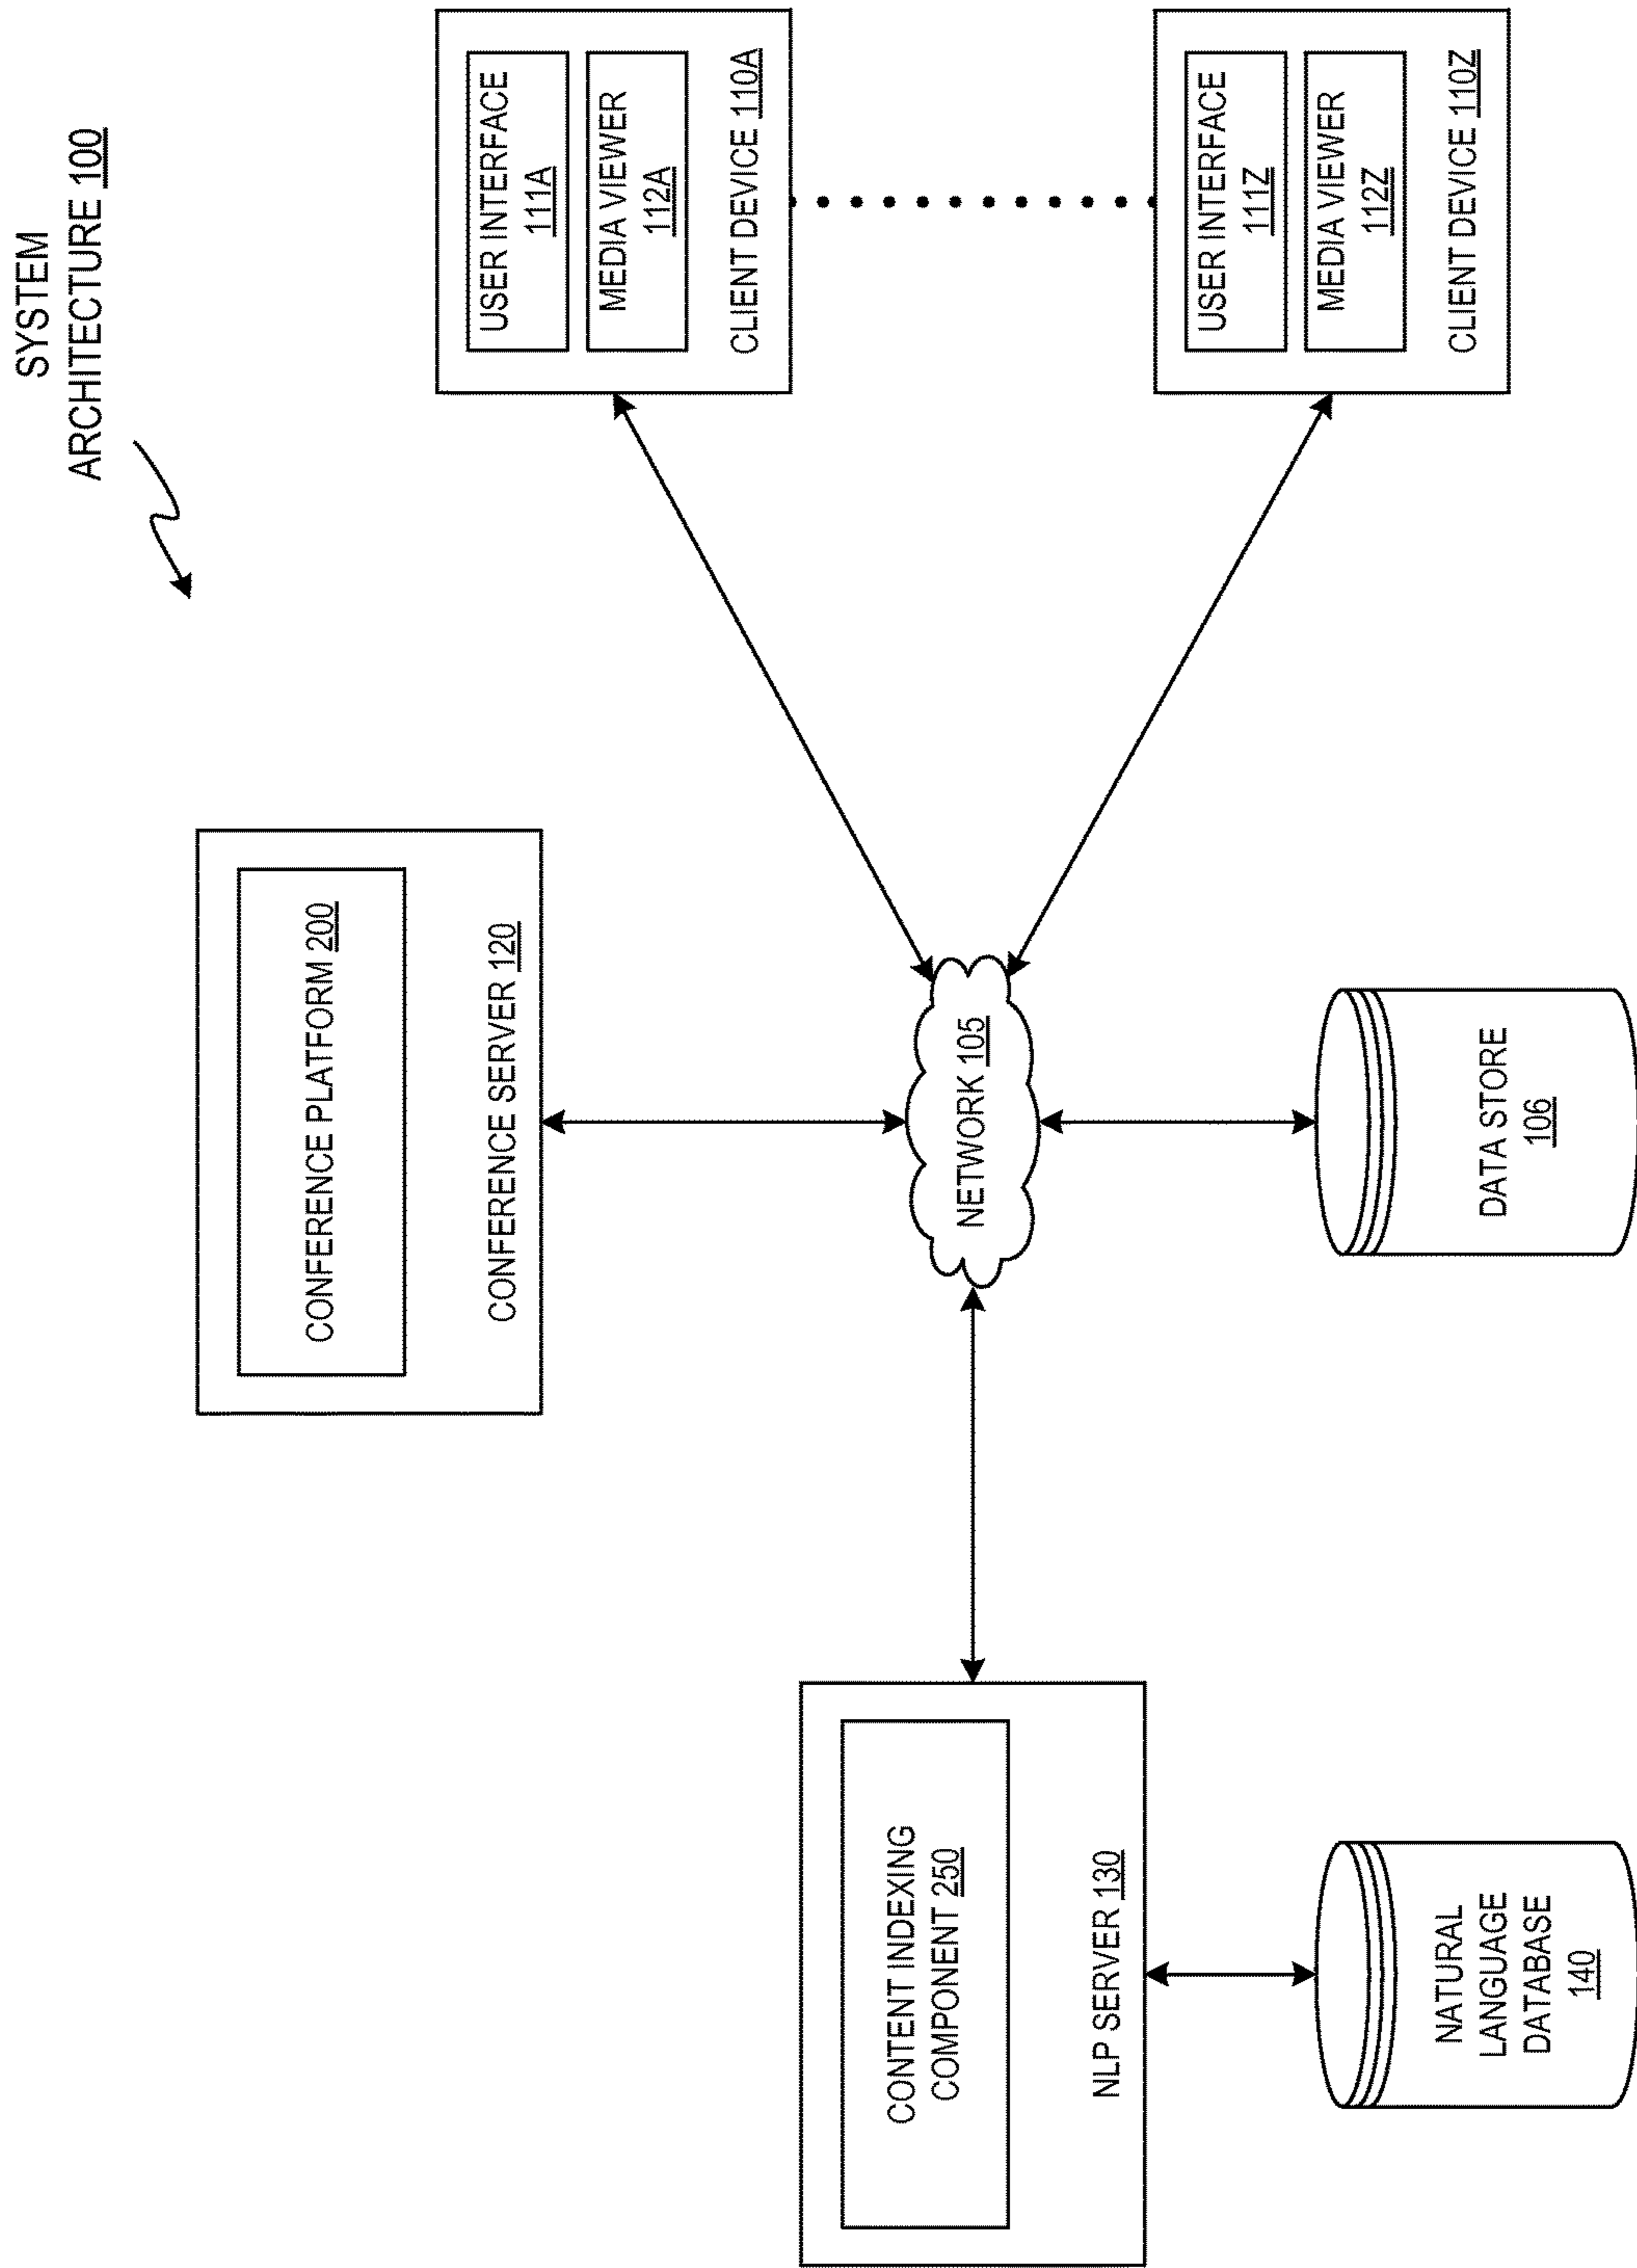 SYSTEM
ARCHITECTURE 100
CONFERENCE PLATFORM 200
CONFERENCE SERVER 120
USER INTERFACE
111A
MEDIA VIEWER
112A
CLIENT DEVICE 110A
CONTENT INDEXING
COMPONENT 250
NLP SERVER 130
NETWORK 105
USER INTERFACE
111Z
MEDIA VIEWER
112Z
CLIENT DEVICE 110Z
NATURAL
LANGUAGE
DATABASE
140
DATA STORE
106